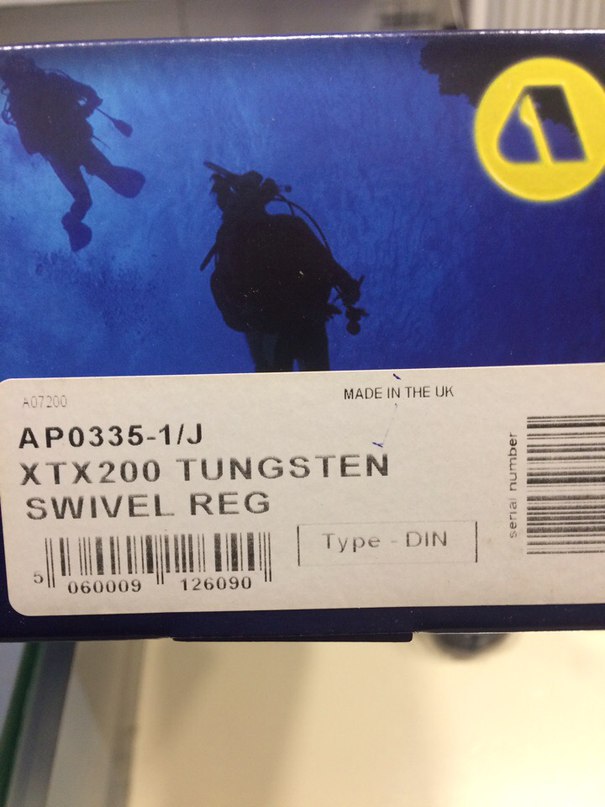 A07200
MADE IN THE UK
AP0335-1/J
XTX200 TUNGSTEN
SWIVEL REG
Type - DIN
serial number
5 060009 126090